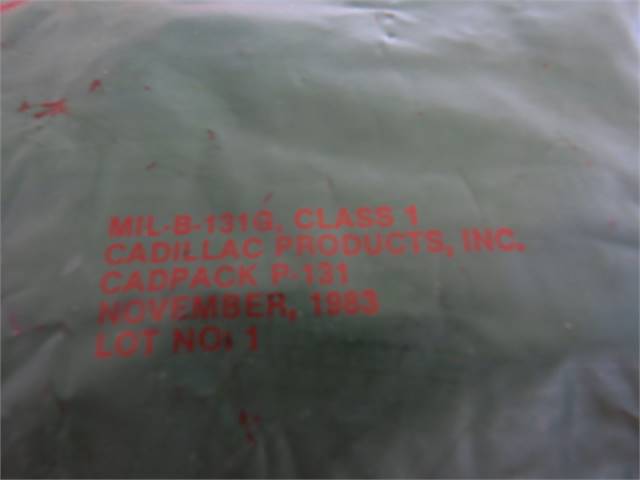 MIL-B-131G, CLASS 1
CADILLAC PRODUCTS, INC.
CADPACK P-131
NOVEMBER, 1983
LOT NO: 1